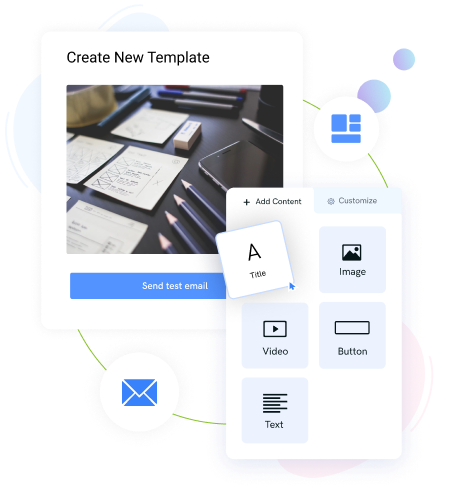 Create New Template
Send test email
Add Content
Customize
A
Title
Image
Video
Button
Text